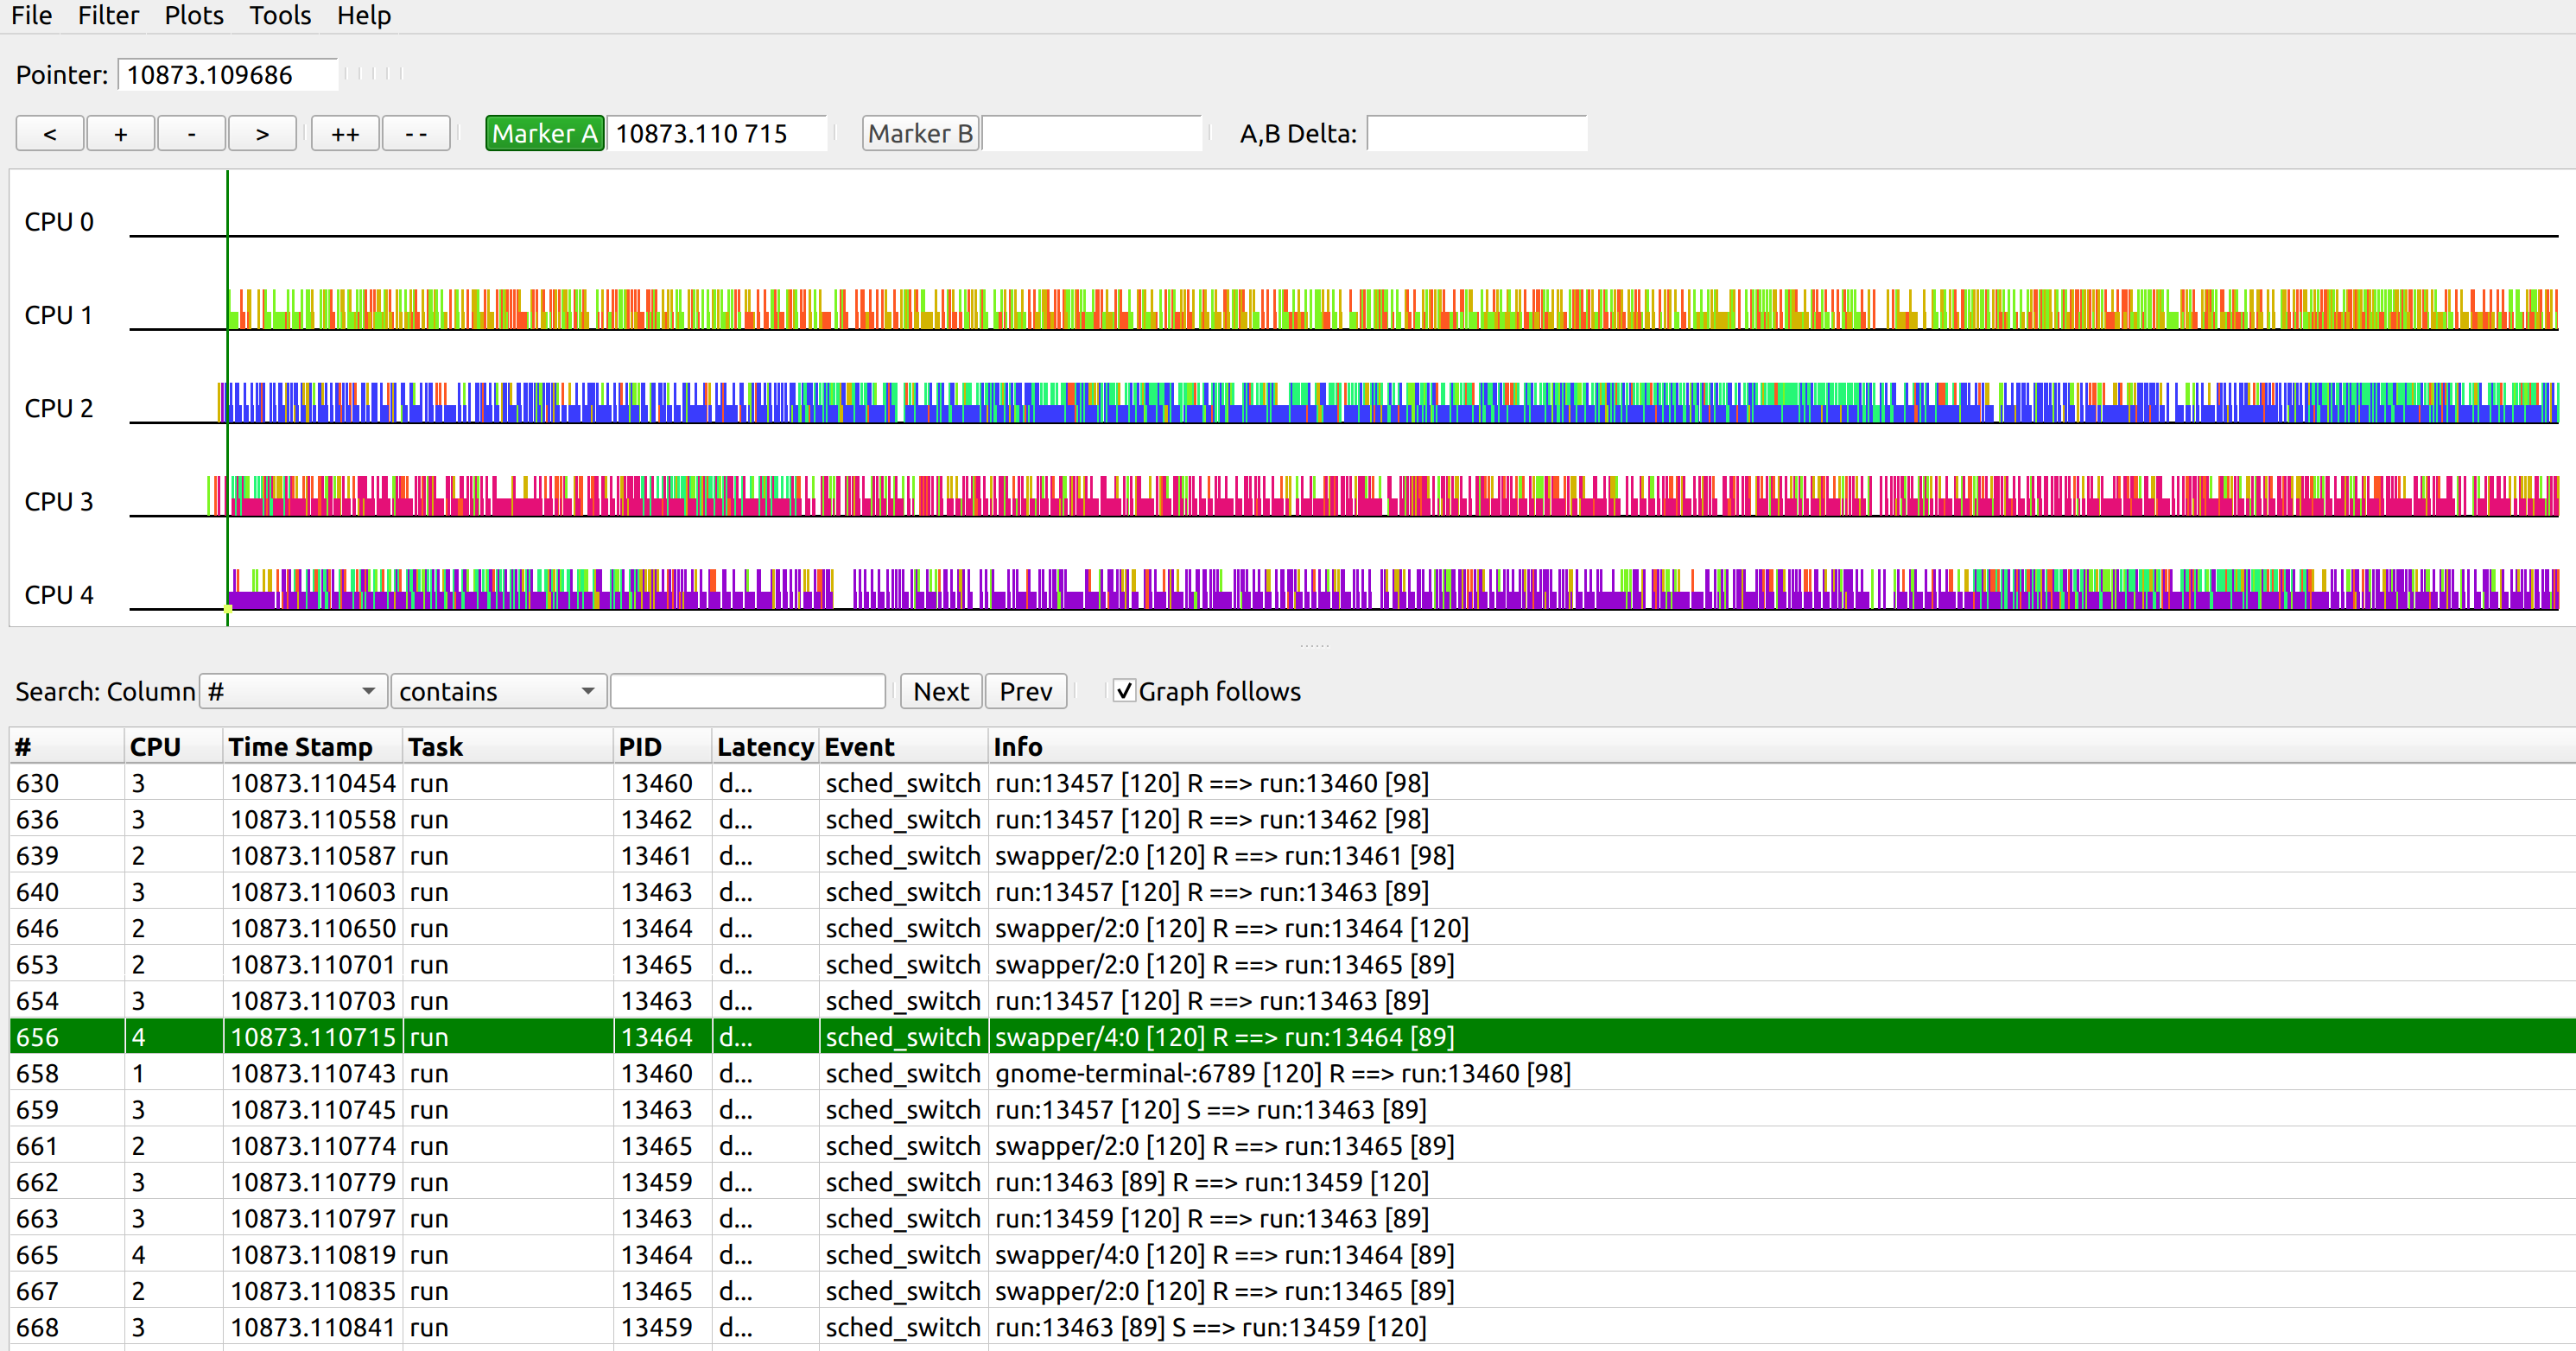 File Filter Plots Tools Help
Pointer: 10873.109686
< + - > ++ -- Marker A 10873.110 715 Marker B A,B Delta:
CPU 0
CPU 1
CPU 2
CPU 3
CPU 4
Search: Column # contains Next Prev Graph follows
# CPU Time Stamp Task PID Latency Event Info
630 3 10873.110454 run 13460 d... sched_switch run:13457 [120] R ==> run:13460 [98]
636 3 10873.110558 run 13462 d... sched_switch run:13457 [120] R ==> run:13462 [98]
639 2 10873.110587 run 13461 d... sched_switch swapper/2:0 [120] R ==> run:13461 [98]
640 3 10873.110603 run 13463 d... sched_switch run:13457 [120] R ==> run:13463 [89]
646 2 10873.110650 run 13464 d... sched_switch swapper/2:0 [120] R ==> run:13464 [120]
653 2 10873.110701 run 13465 d... sched_switch swapper/2:0 [120] R ==> run:13465 [89]
654 3 10873.110703 run 13463 d... sched_switch run:13457 [120] R ==> run:13463 [89]
656 4 10873.110715 run 13464 d... sched_switch swapper/4:0 [120] R ==> run:13464 [89]
658 1 10873.110743 run 13460 d... sched_switch gnome-terminal-:6789 [120] R ==> run:13460 [98]
659 3 10873.110745 run 13463 d... sched_switch run:13457 [120] S ==> run:13463 [89]
661 2 10873.110774 run 13465 d... sched_switch swapper/2:0 [120] R ==> run:13465 [89]
662 3 10873.110779 run 13459 d... sched_switch run:13463 [89] R ==> run:13459 [120]
663 3 10873.110797 run 13463 d... sched_switch run:13459 [120] R ==> run:13463 [89]
665 4 10873.110819 run 13464 d... sched_switch swapper/4:0 [120] R ==> run:13464 [89]
667 2 10873.110835 run 13465 d... sched_switch swapper/2:0 [120] R ==> run:13465 [89]
668 3 10873.110841 run 13459 d... sched_switch run:13463 [89] S ==> run:13459 [120]